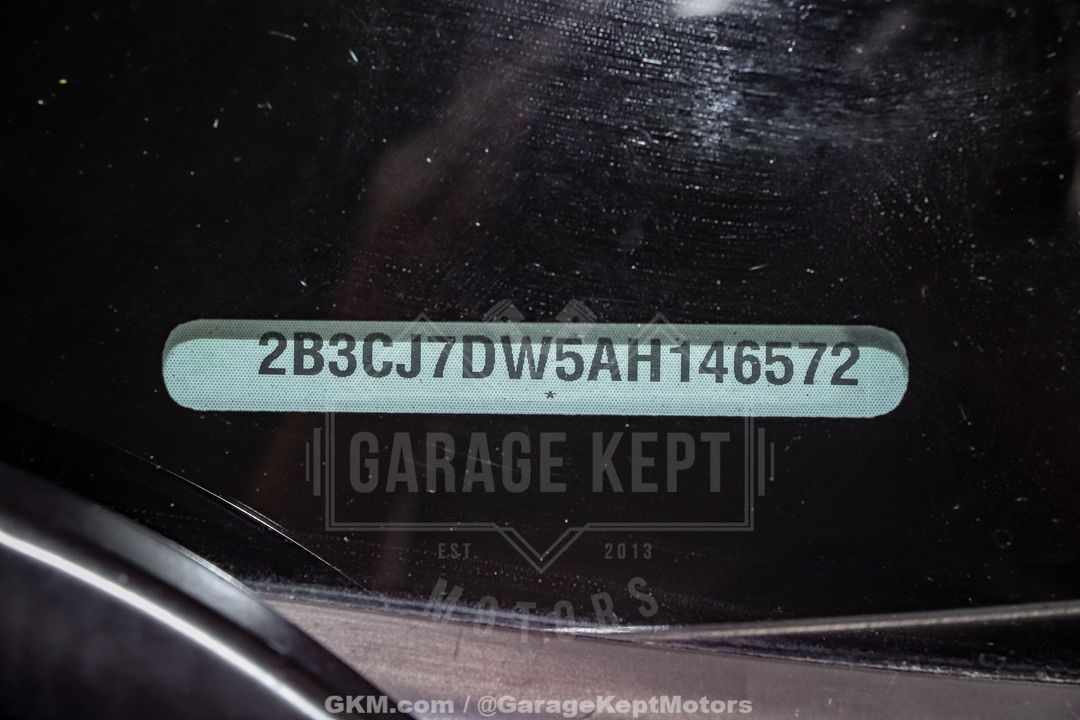 2B3CJ7DW5AH146572
*
GARAGE KEPT
EST. 2013
MOTORS
GKM.com / @GarageKeptMotors